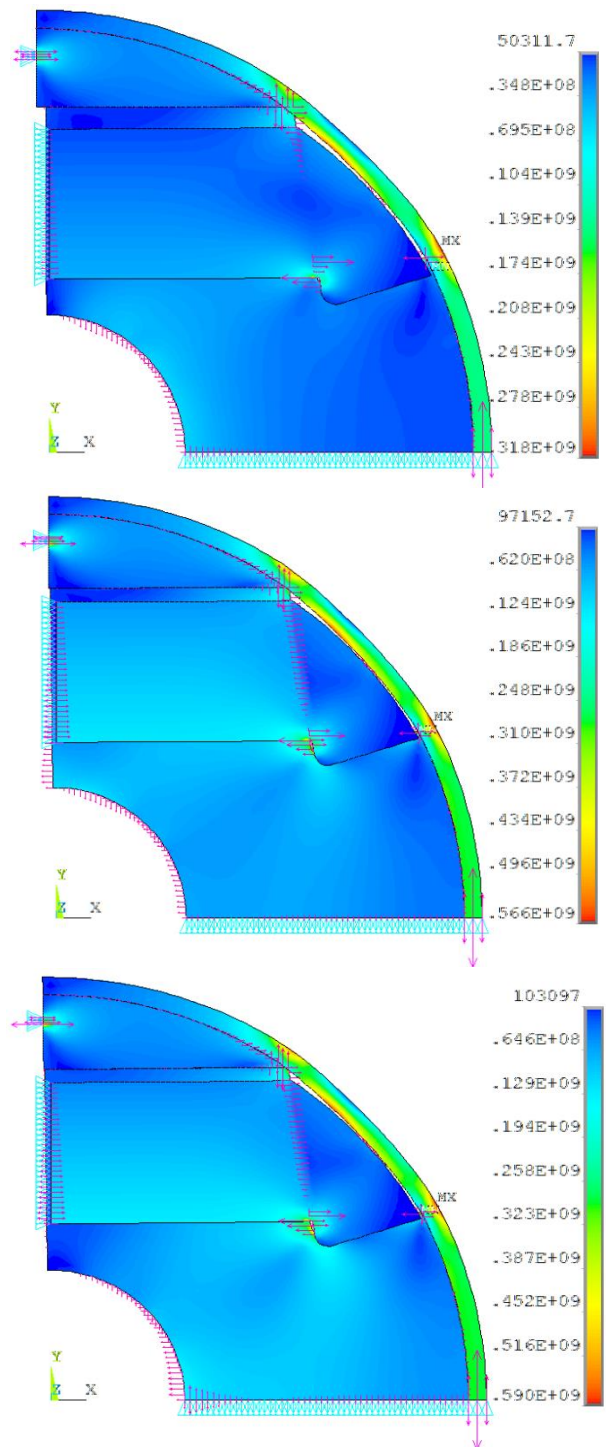 50311.7
.348E+08
.695E+08
.104E+09
.139E+09
MX
.174E+09
.208E+09
.243E+09
.278E+09
.318E+09
Y
Z X
97152.7
.620E+08
.124E+09
.186E+09
.248E+09
MX
.310E+09
.372E+09
.434E+09
.496E+09
.566E+09
Y
Z X
103097
.646E+08
.129E+09
.194E+09
.258E+09
MX
.323E+09
.387E+09
.452E+09
.516E+09
.590E+09
Y
Z X